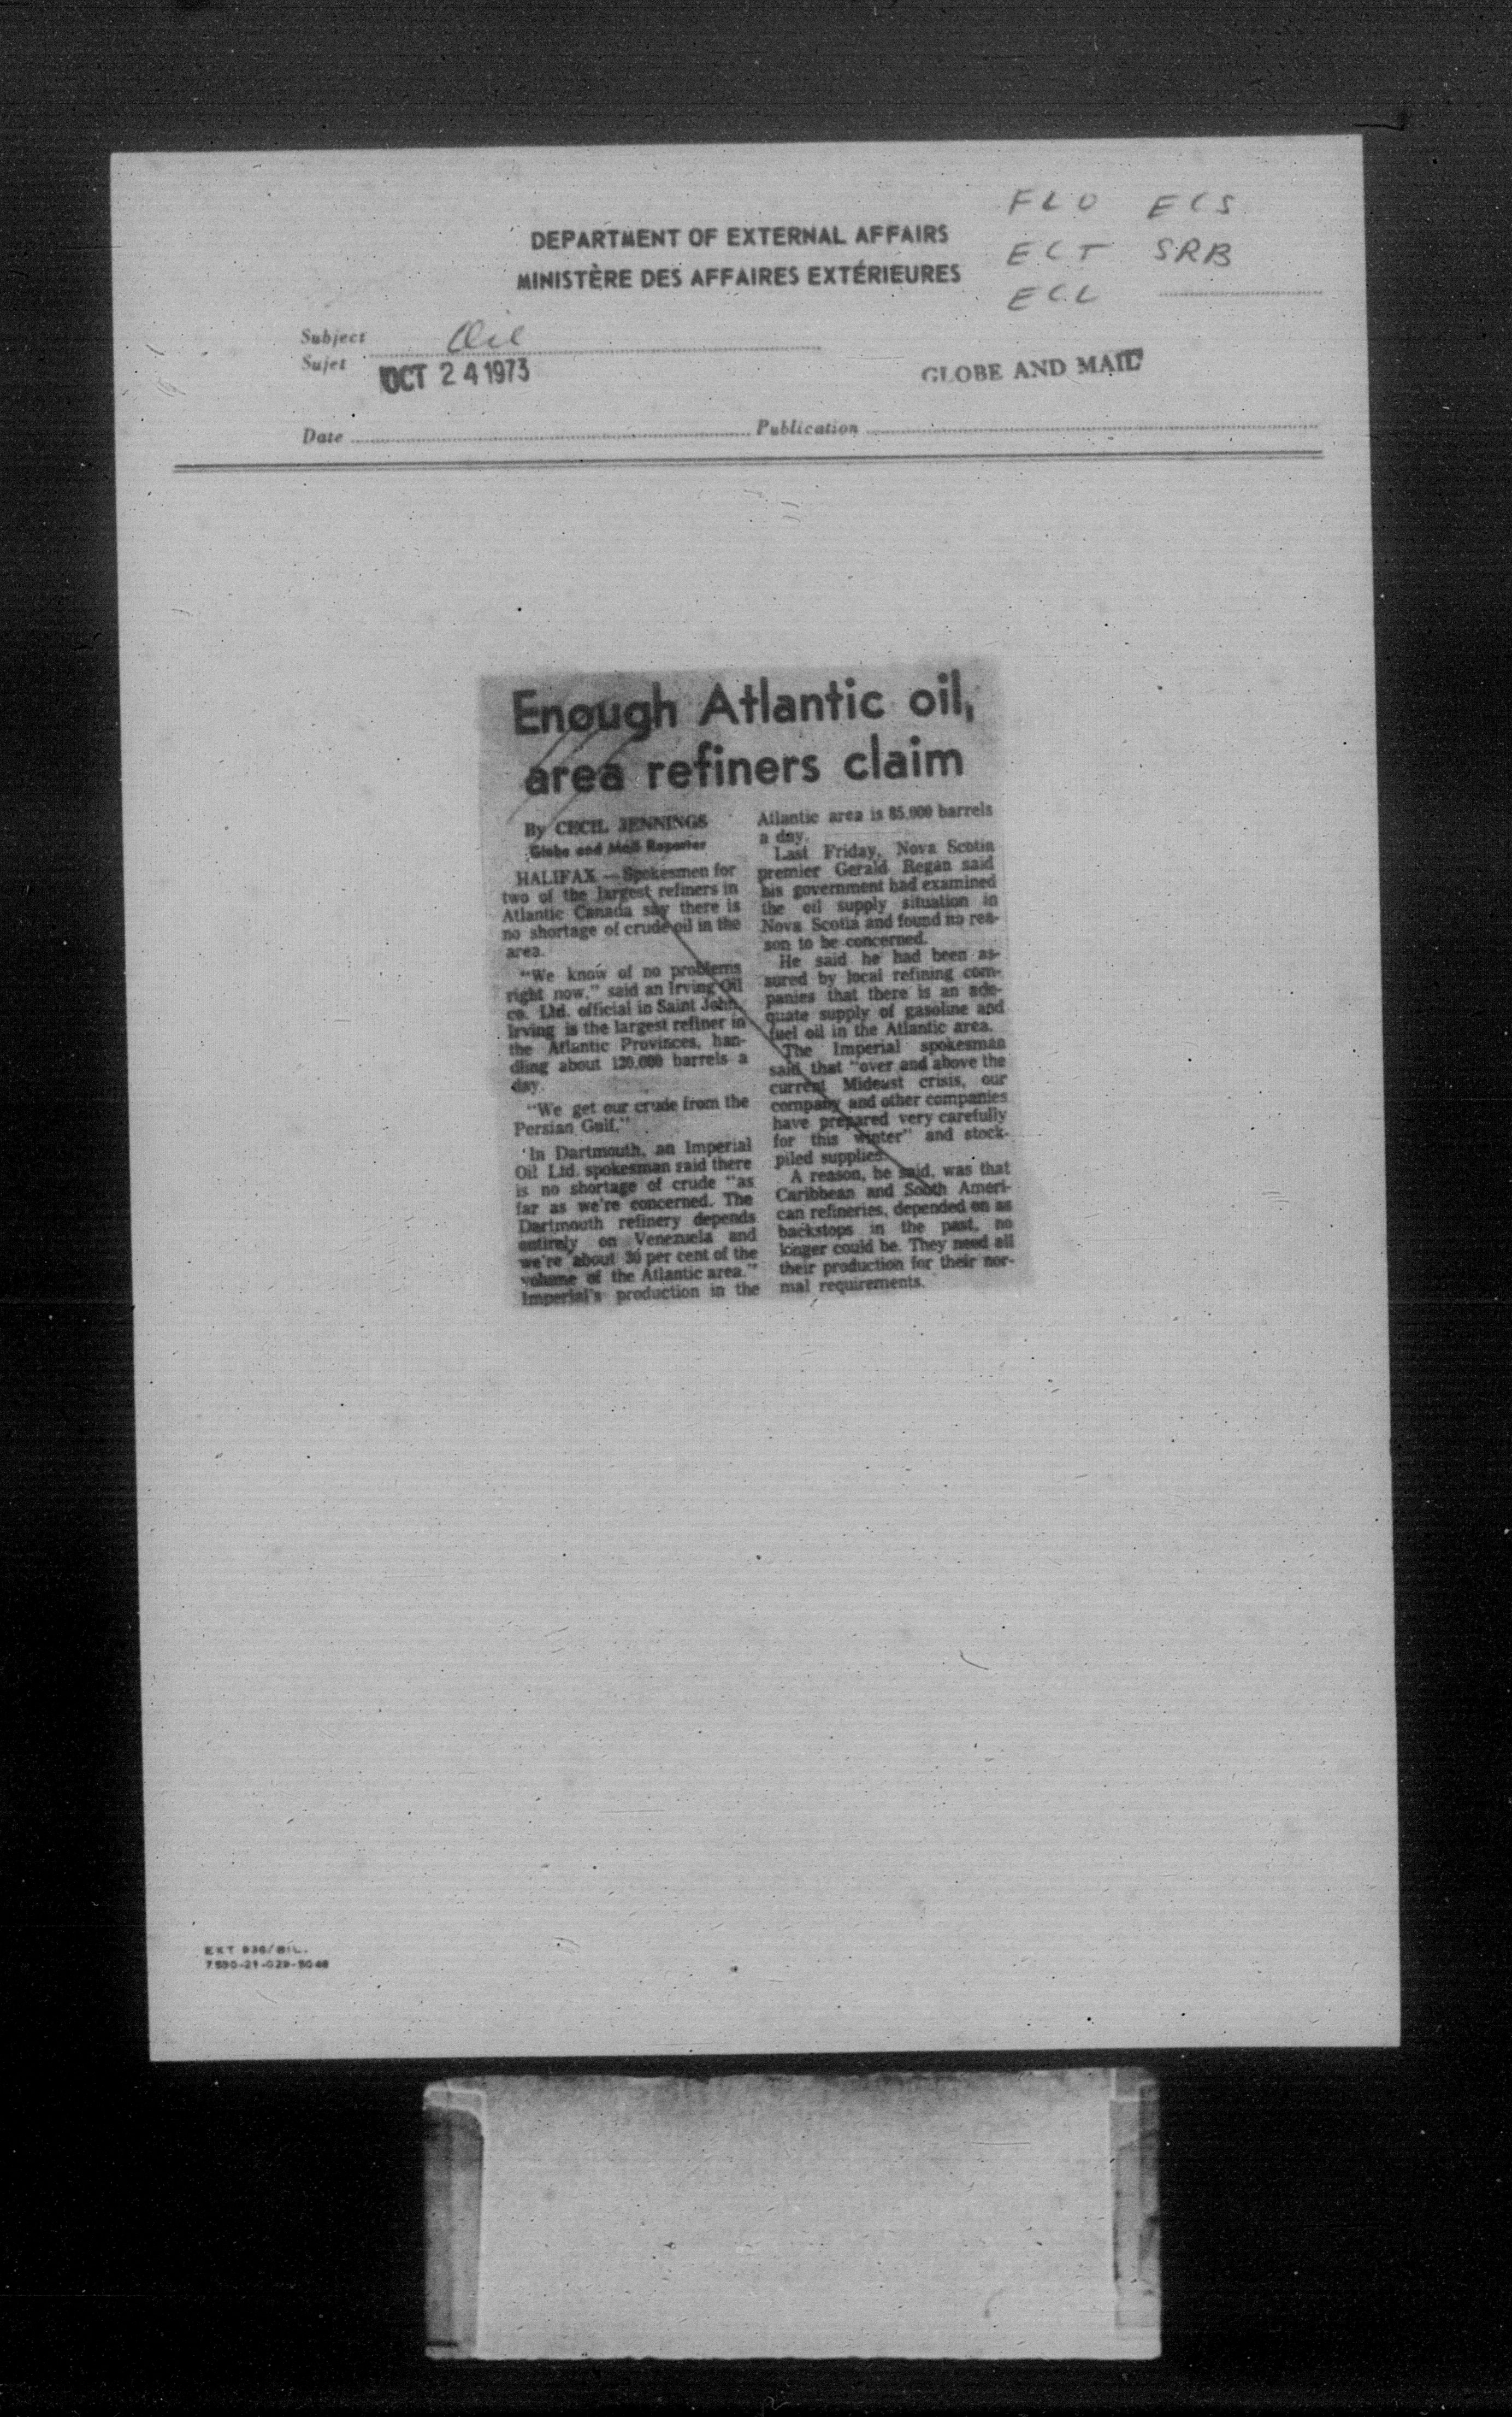 FLO ECS
DEPARTMENT OF EXTERNAL AFFAIRS
ECT SRB
MINISTÈRE DES AFFAIRES EXTÉRIEURES
ECL
Subject Oil
Sujet
OCT 24 1973
GLOBE AND MAIL
Date Publication
Enough Atlantic oil,
area refiners claim
By CECIL JENNINGS
Globe and Mail Reporter
HALIFAX — Spokesmen for
two of the largest refiners in
Atlantic Canada say there is
no shortage of crude oil in the
area.
"We know of no problems
right now," said an Irving Oil
co. Ltd. official in Saint John.
Irving is the largest refiner in
the Atlantic Provinces, han-
dling about 120,000 barrels a
day.
"We get our crude from the
Persian Gulf."
In Dartmouth, an Imperial
Oil Ltd. spokesman said there
is no shortage of crude "as
far as we're concerned. The
Dartmouth refinery depends
entirely on Venezuela and
we're about 30 per cent of the
volume of the Atlantic area."
Imperial's production in the
Atlantic area is 85,000 barrels
a day.
Last Friday, Nova Scotia
premier Gerald Regan said
his government had examined
the oil supply situation in
Nova Scotia and found no rea-
son to be concerned.
He said he had been as-
sured by local refining com-
panies that there is an ade-
quate supply of gasoline and
fuel oil in the Atlantic area.
The Imperial spokesman
said that "over and above the
current Mideast crisis, our
company and other companies
have prepared very carefully
for this winter" and stock-
piled supplies.
A reason, he said, was that
Caribbean and South Ameri-
can refineries, depended on as
backstops in the past, no
longer could be. They need all
their production for their nor-
mal requirements.
EXT 936/BIL.
7530-21-029-5048